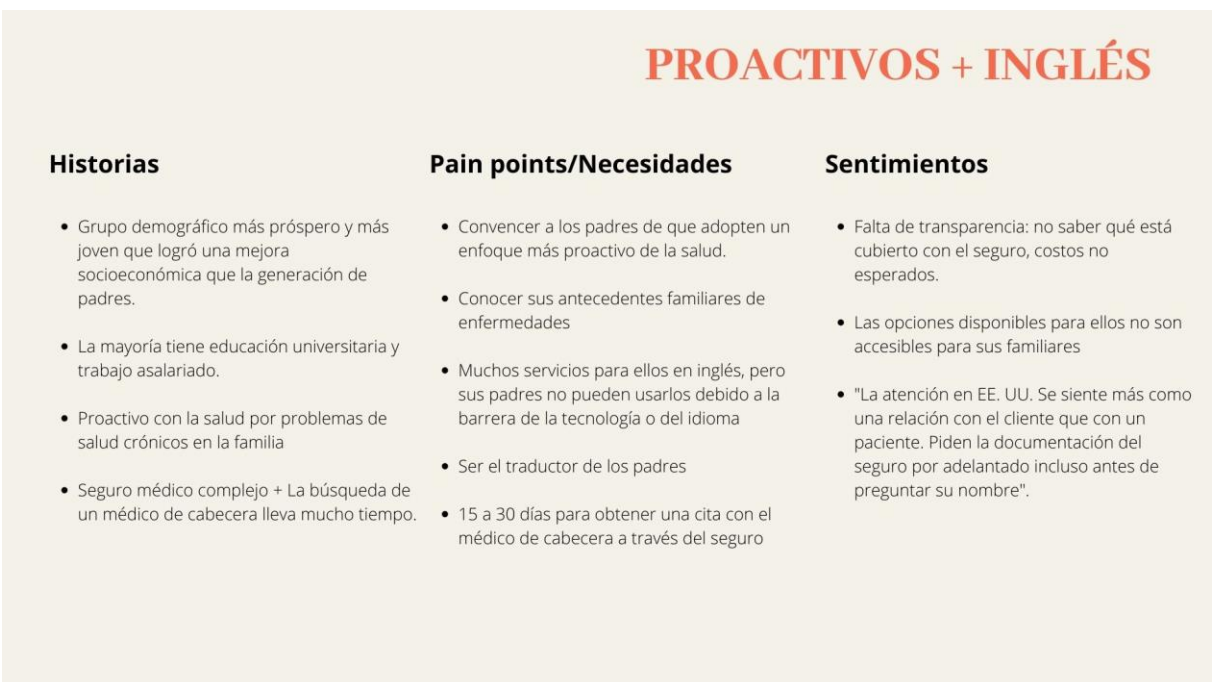 PROACTIVOS + INGLÉS
Historias
• Grupo demográfico más próspero y más
joven que logró una mejora
socioeconómica que la generación de
padres.
• La mayoría tiene educación universitaria y
trabajo asalariado.
• Proactivo con la salud por problemas de
salud crónicos en la familia
• Seguro médico complejo + La búsqueda de
un médico de cabecera lleva mucho tiempo.
Pain points/Necesidades
• Convencer a los padres de que adopten un
enfoque más proactivo de la salud.
• Conocer sus antecedentes familiares de
enfermedades
• Muchos servicios para ellos en inglés, pero
sus padres no pueden usarlos debido a la
barrera de la tecnología o del idioma
• Ser el traductor de los padres
• 15 a 30 días para obtener una cita con el
médico de cabecera a través del seguro
Sentimientos
• Falta de transparencia: no saber qué está
cubierto con el seguro, costos no
esperados.
• Las opciones disponibles para ellos no son
accesibles para sus familiares
• "La atención en EE. UU. Se siente más como
una relación con el cliente que con un
paciente. Piden la documentación del
seguro por adelantado incluso antes de
preguntar su nombre".